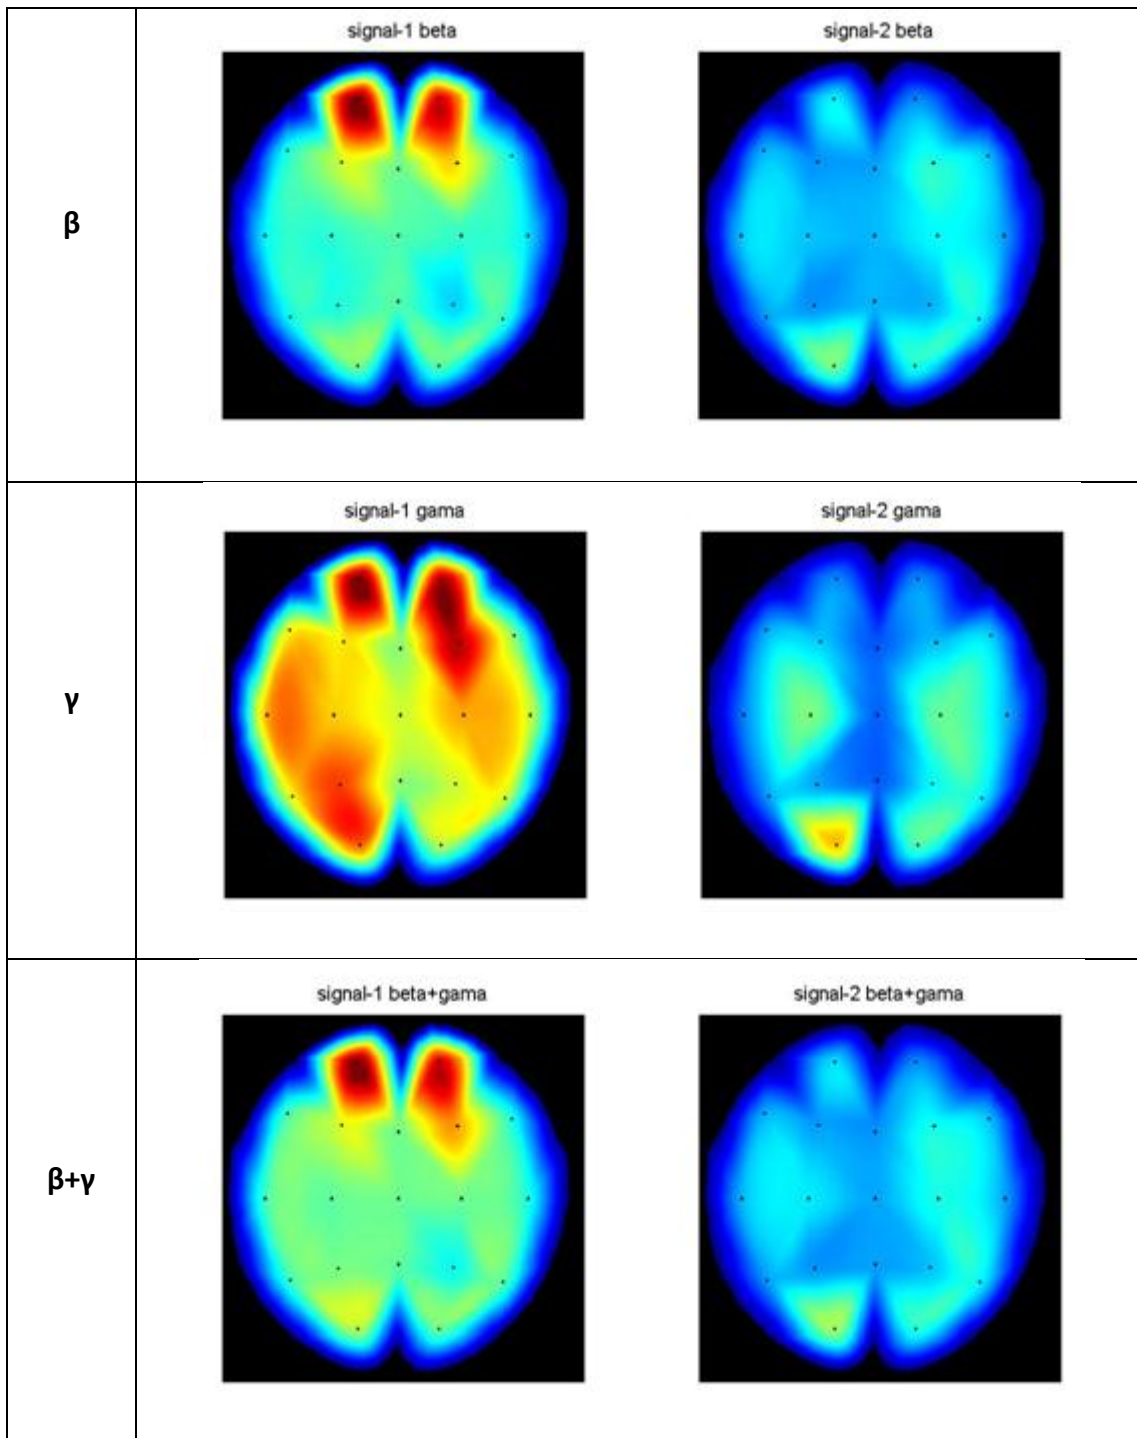 signal-1 beta
signal-2 beta
β
signal-1 gama
signal-2 gama
γ
signal-1 beta+gama
signal-2 beta+gama
β+γ